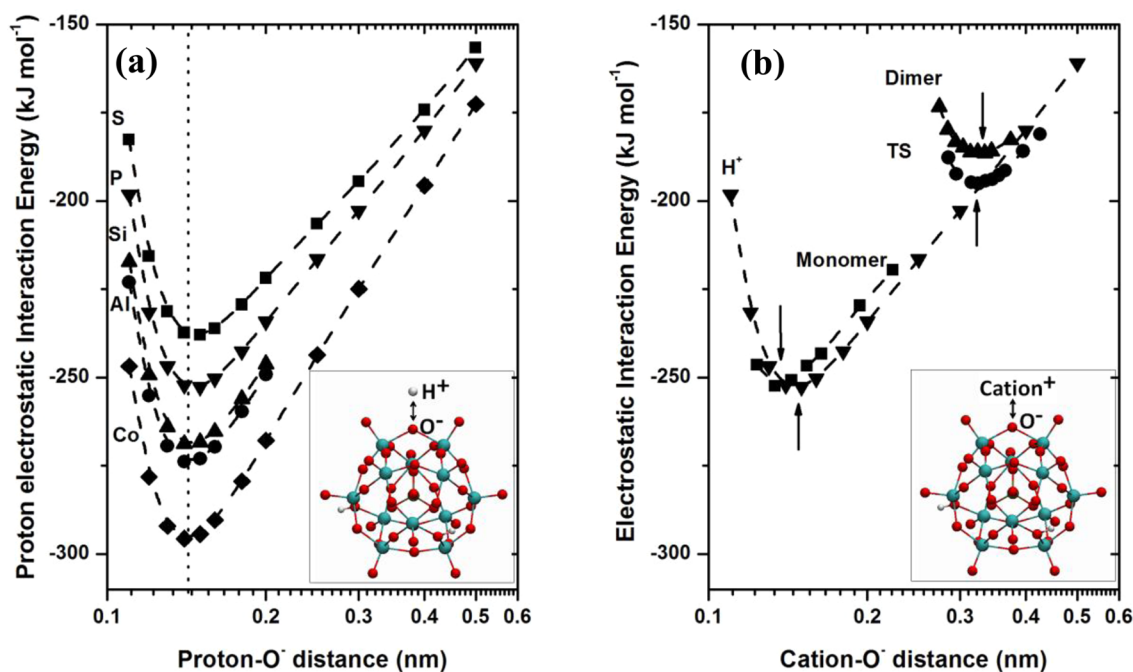 (a)
Proton electrostatic Interaction Energy (kJ mol⁻¹)
-150
-200
-250
-300
S
P
Si
Al
Co
H⁺
O⁻
0.1
0.2
0.3
0.4
0.5
0.6
Proton-O⁻ distance (nm)
(b)
Electrostatic Interaction Energy (kJ mol⁻¹)
-150
-200
-250
-300
Dimer
TS
H⁺
Monomer
Cation⁺
O⁻
0.1
0.2
0.3
0.4
0.5
0.6
Cation-O⁻ distance (nm)